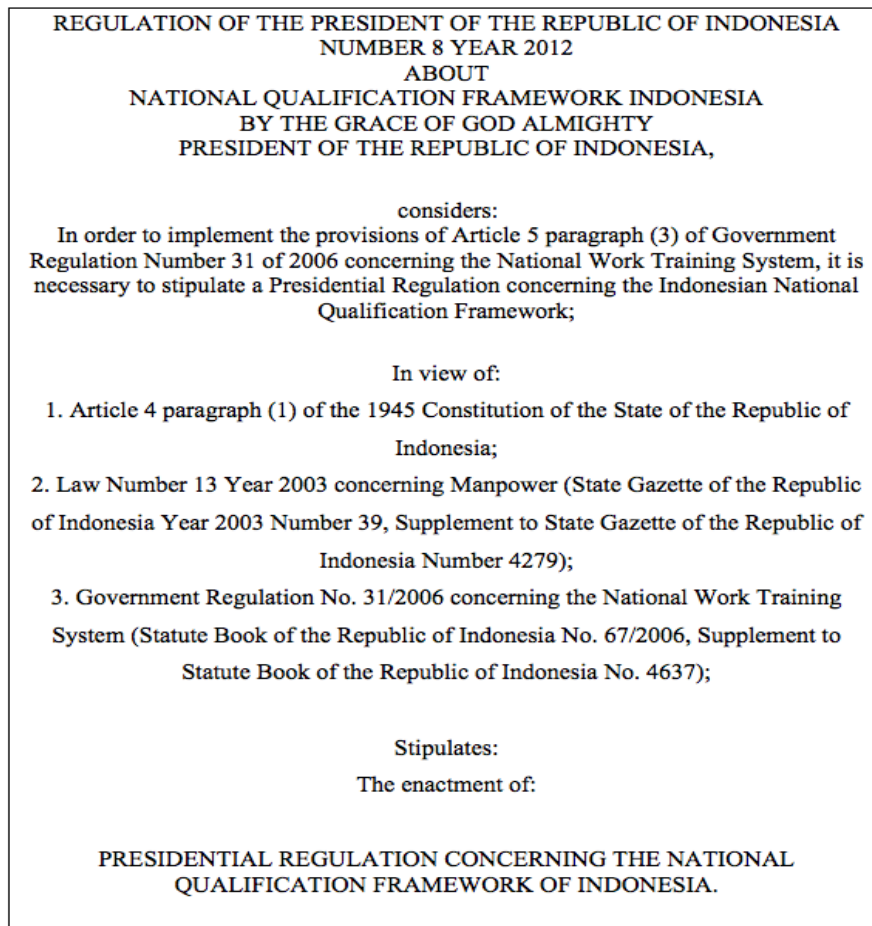 REGULATION OF THE PRESIDENT OF THE REPUBLIC OF INDONESIA
NUMBER 8 YEAR 2012
ABOUT
NATIONAL QUALIFICATION FRAMEWORK INDONESIA
BY THE GRACE OF GOD ALMIGHTY
PRESIDENT OF THE REPUBLIC OF INDONESIA,
considers:
In order to implement the provisions of Article 5 paragraph (3) of Government
Regulation Number 31 of 2006 concerning the National Work Training System, it is
necessary to stipulate a Presidential Regulation concerning the Indonesian National
Qualification Framework;
In view of:
1. Article 4 paragraph (1) of the 1945 Constitution of the State of the Republic of
Indonesia;
2. Law Number 13 Year 2003 concerning Manpower (State Gazette of the Republic
of Indonesia Year 2003 Number 39, Supplement to State Gazette of the Republic of
Indonesia Number 4279);
3. Government Regulation No. 31/2006 concerning the National Work Training
System (Statute Book of the Republic of Indonesia No. 67/2006, Supplement to
Statute Book of the Republic of Indonesia No. 4637);
Stipulates:
The enactment of:
PRESIDENTIAL REGULATION CONCERNING THE NATIONAL
QUALIFICATION FRAMEWORK OF INDONESIA.